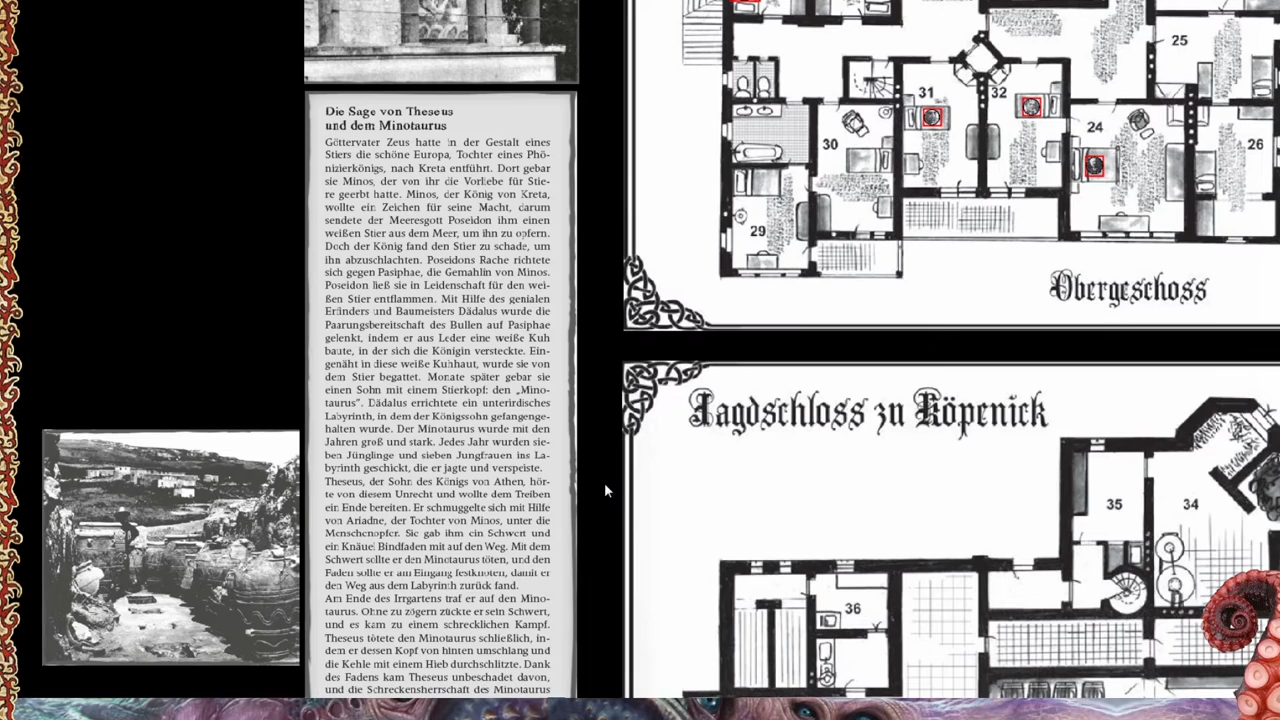 Die Sage von Theseus
und dem Minotaurus
Göttervater Zeus hatte in der Gestalt eines
Stiers die schöne Europa, Tochter eines Phö-
nizierkönigs, nach Kreta entführt. Dort gebar
sie Minos, der von ihr die Vorliebe für Stie-
re geerbt hatte. Minos, der König von Kreta,
wollte ein Zeichen für seine Macht, darum
sendete der Meeresgott Poseidon ihm einen
weißen Stier aus dem Meer, um ihn zu opfern.
Doch der König fand den Stier zu schade, um
ihn abzuschlachten. Poseidons Rache richtete
sich gegen Pasiphae, die Gemahlin von Minos.
Poseidon ließ sie in Leidenschaft für den wei-
ßen Stier entflammen. Mit Hilfe des genialen
Erfinders und Baumeisters Dädalus wurde die
Paarungsbereitschaft des Bullen auf Pasiphae
gelenkt, indem er aus Leder eine weiße Kuh
baute, in der sich die Königin versteckte. Ein-
genäht in diese weiße Kuhhaut, wurde sie von
dem Stier begattet. Monate später gebar sie
einen Sohn mit einem Stierkopf: den „Mino-
taurus“. Dädalus errichtete ein unterirdisches
Labyrinth, in dem der Königssohn gefangenge-
halten wurde. Der Minotaurus wurde mit den
Jahren groß und stark. Jedes Jahr wurden sie-
ben Jünglinge und sieben Jungfrauen ins La-
byrinth geschickt, die er jagte und verspeiste.
Theseus, der Sohn des Königs von Athen, hör-
te von diesem Unrecht und wollte dem Treiben
ein Ende bereiten. Er schmuggelte sich mit Hilfe
von Ariadne, der Tochter von Minos, unter die
Menschenopfer. Sie gab ihm ein Schwert und
ein Knäuel Bindfaden mit auf den Weg. Mit dem
Schwert sollte er den Minotaurus töten, und den
Faden sollte er am Eingang festknoten, damit er
den Weg aus dem Labyrinth zurück fand.
Am Ende des Irrgartens traf er auf den Mino-
taurus. Ohne zu zögern zückte er sein Schwert,
und es kam zu einem schrecklichen Kampf.
Theseus tötete den Minotaurus schließlich, in-
dem er dessen Kopf von hinten umschlang und
die Kehle mit einem Hieb durchschlitzte. Dank
des Fadens kam Theseus unbeschadet davon,
und die Schreckensherrschaft des Minotaurus
25
31
32
24
30
26
29
Obergeschoss
Jagdschloss zu Köpenick
35
34
36